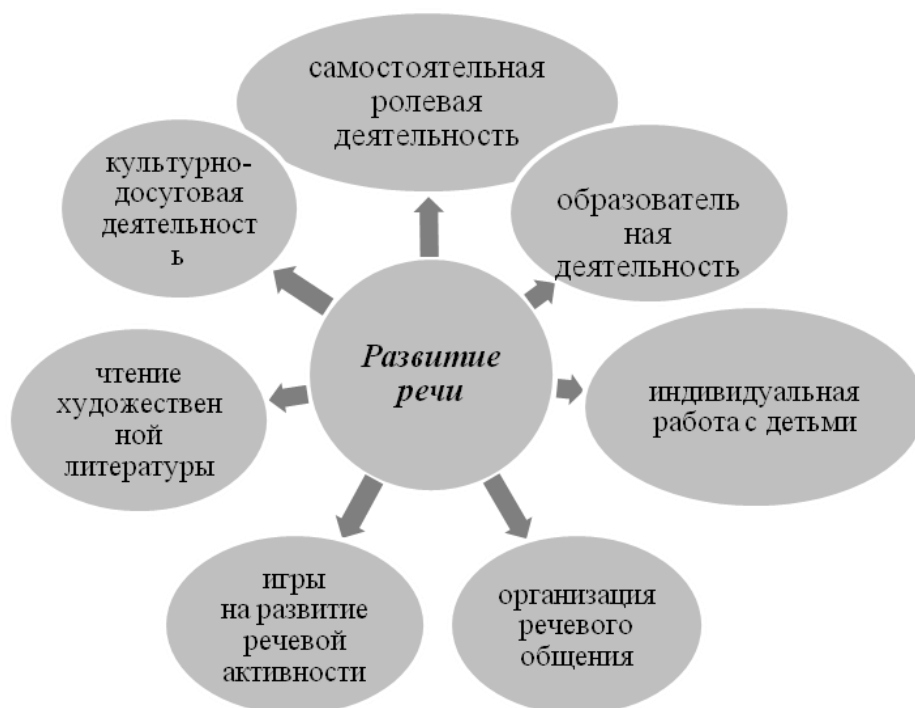 самостоятельная
ролевая
деятельность
культурно-
досуговая
деятельност
ь
образователь
ная
деятельность
Развитие
речи
чтение
художествен
ной
литературы
индивидуальная
работа с детьми
игры
на развитие
речевой
активности
организация
речевого
общения